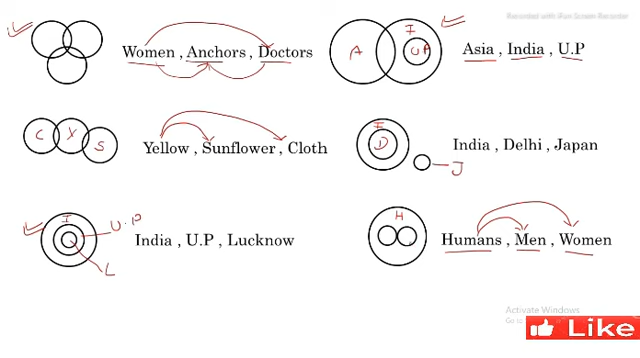 Recorded with iFun Screen Recorder
Women , Anchors , Doctors
A
I
UP
Asia , India , U.P
C
Y
S
Yellow , Sunflower , Cloth
I
D
J
India , Delhi , Japan
I
U.P
L
India , U.P , Lucknow
H
Humans , Men , Women
Activate Windows
Like